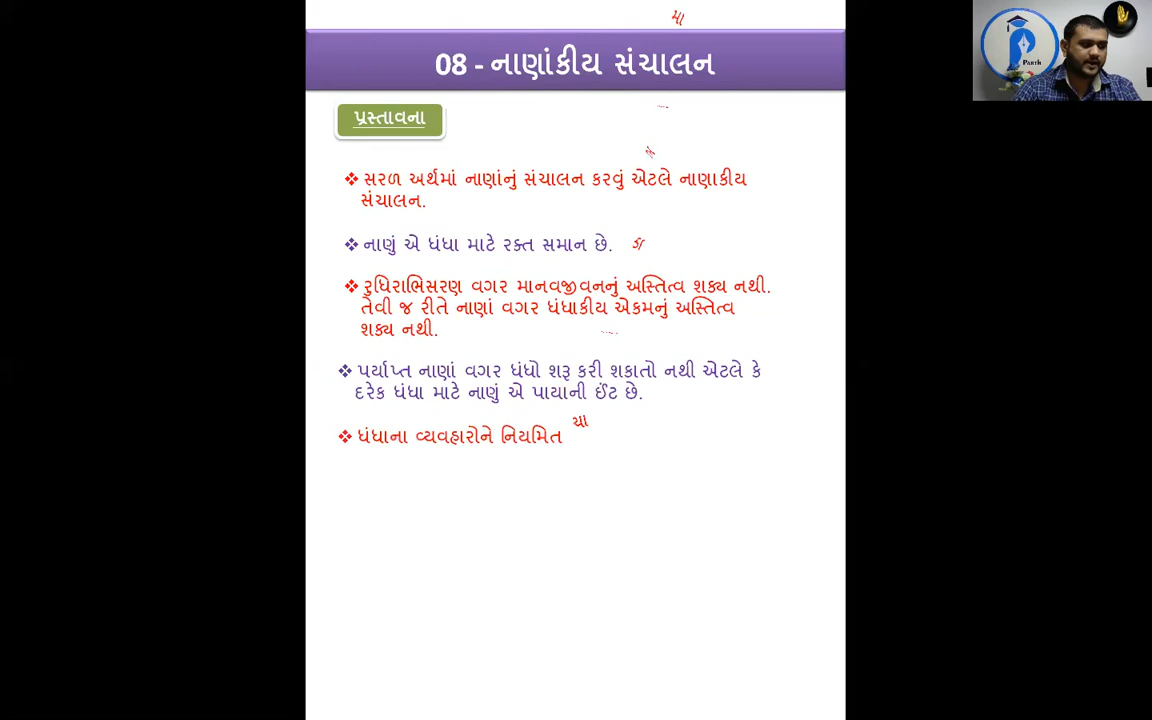 મા
08 - નાણાંકીય સંચાલન
Parth
પ્રસ્તાવના
❖ સરળ અર્થમાં નાણાંનું સંચાલન કરવું એટલે નાણાકીય
સંચાલન.
❖ નાણું એ ધંધા માટે રક્ત સમાન છે.
❖ રુધિરાભિસરણ વગર માનવજીવનનું અસ્તિત્વ શક્ય નથી.
તેવી જ રીતે નાણાં વગર ધંધાકીય એકમનું અસ્તિત્વ
શક્ય નથી.
❖ પર્યાપ્ત નાણાં વગર ધંધો શરૂ કરી શકાતો નથી એટલે કે
દરેક ધંધા માટે નાણું એ પાયાની ઈંટ છે.
❖ ધંધાના વ્યવહારોને નિયમિત